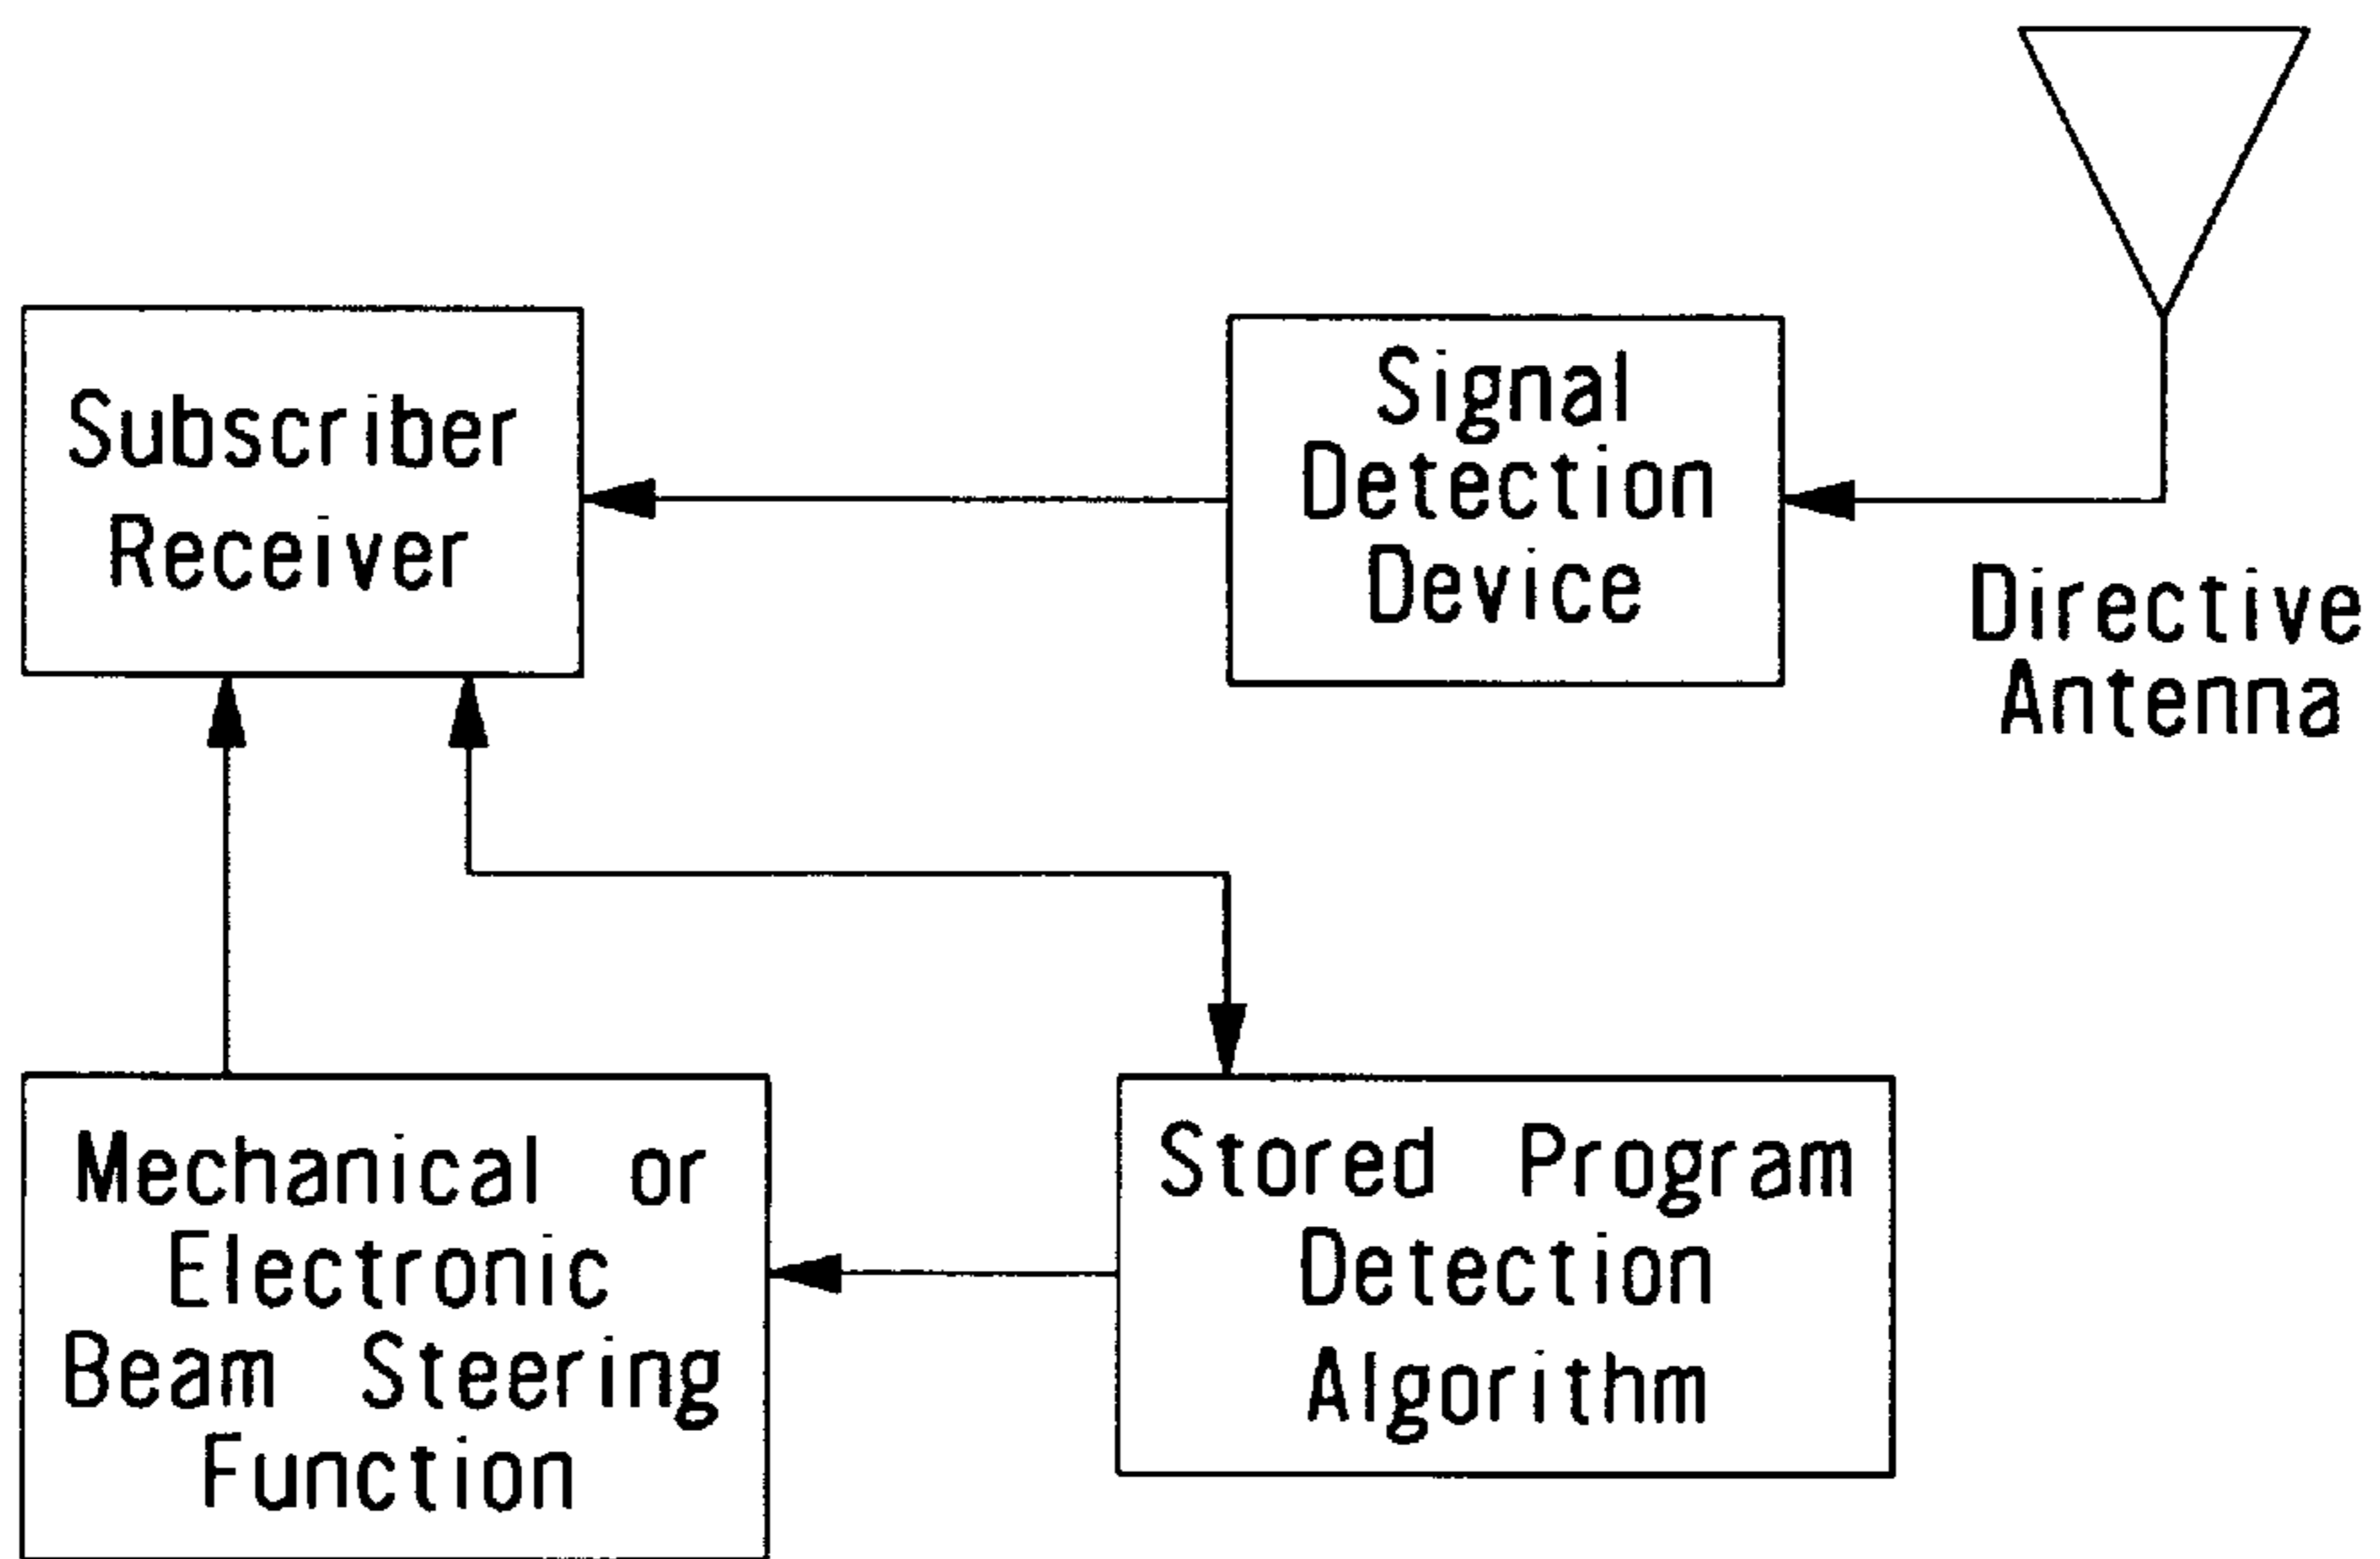 Subscriber
Receiver
Signal
Detection
Device
Directive
Antenna
Mechanical or
Electronic
Beam Steering
Function
Stored Program
Detection
Algorithm